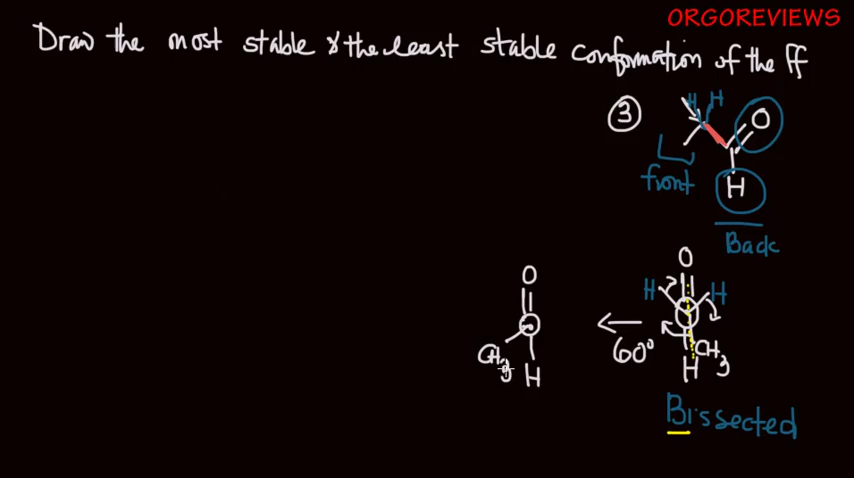 ORGOREVIEWS
Draw the most stable & the least stable conformation of the ff
③ H H O
front H
Back
O O
H H
CH3 60° CH3
H H
Bissected